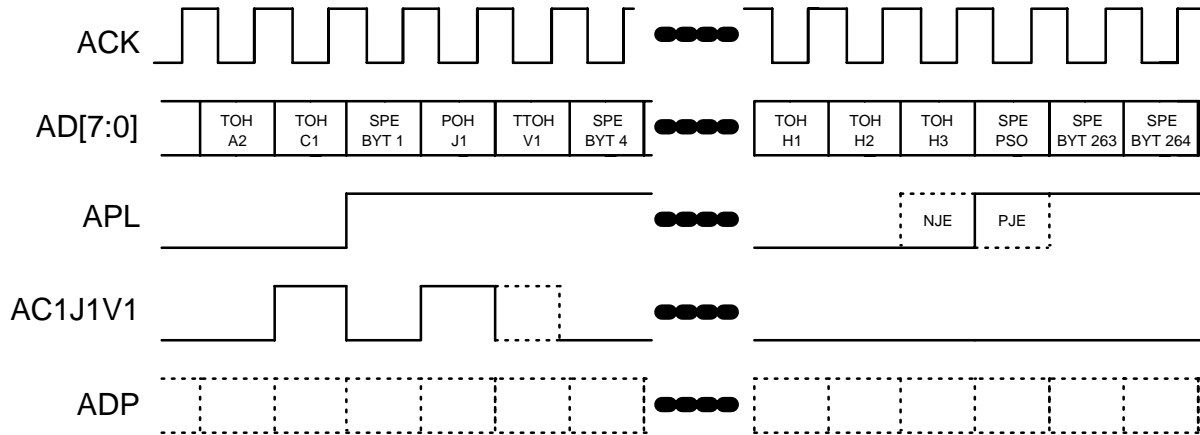 ACK
AD[7:0]
TOH
A2
TOH
C1
SPE
BYT 1
POH
J1
TTOH
V1
SPE
BYT 4
TOH
H1
TOH
H2
TOH
H3
SPE
PSO
SPE
BYT 263
SPE
BYT 264
APL
NJE
PJE
AC1J1V1
ADP